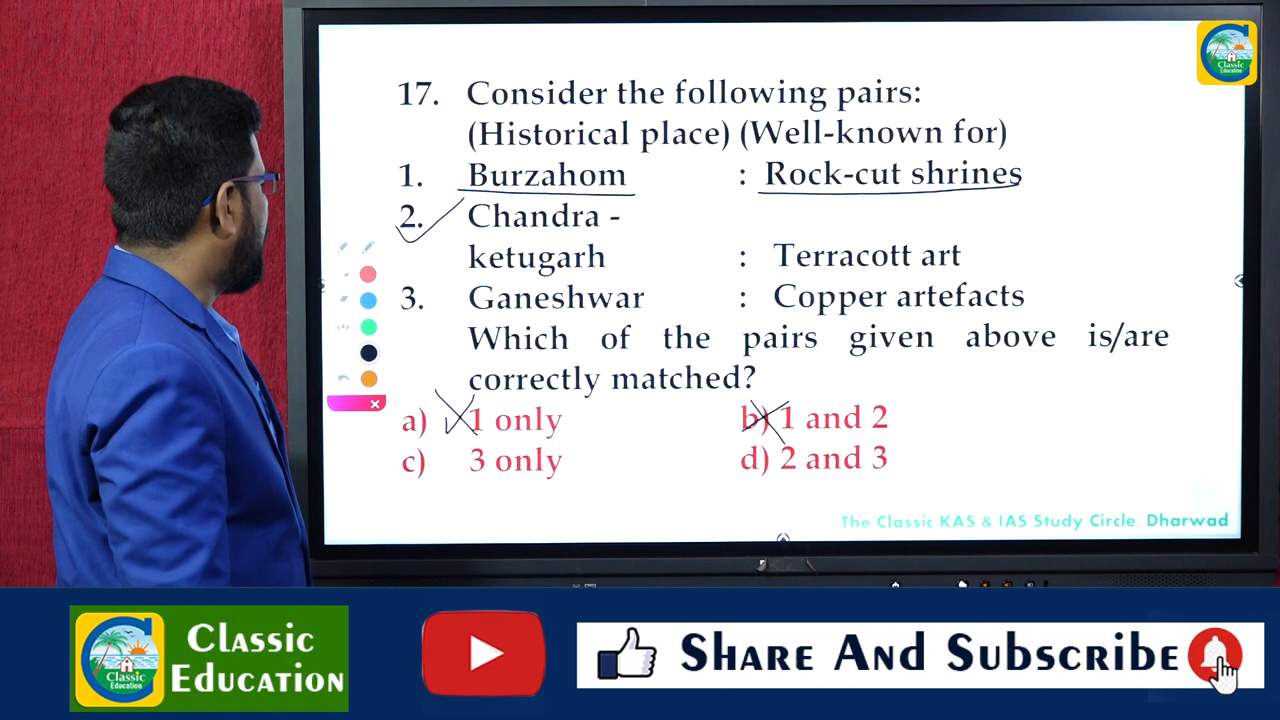 17. Consider the following pairs:
(Historical place) (Well-known for)
1. Burzahom : Rock-cut shrines
2. Chandra -
ketugarh : Terracott art
3. Ganeshwar : Copper artefacts
Which of the pairs given above is/are
correctly matched?
a) 1 only b) 1 and 2
c) 3 only d) 2 and 3
The Classic KAS & IAS Study Circle, Dharwad
Classic
Education
Classic
Education
Classic
Education
SHARE AND SUBSCRIBE